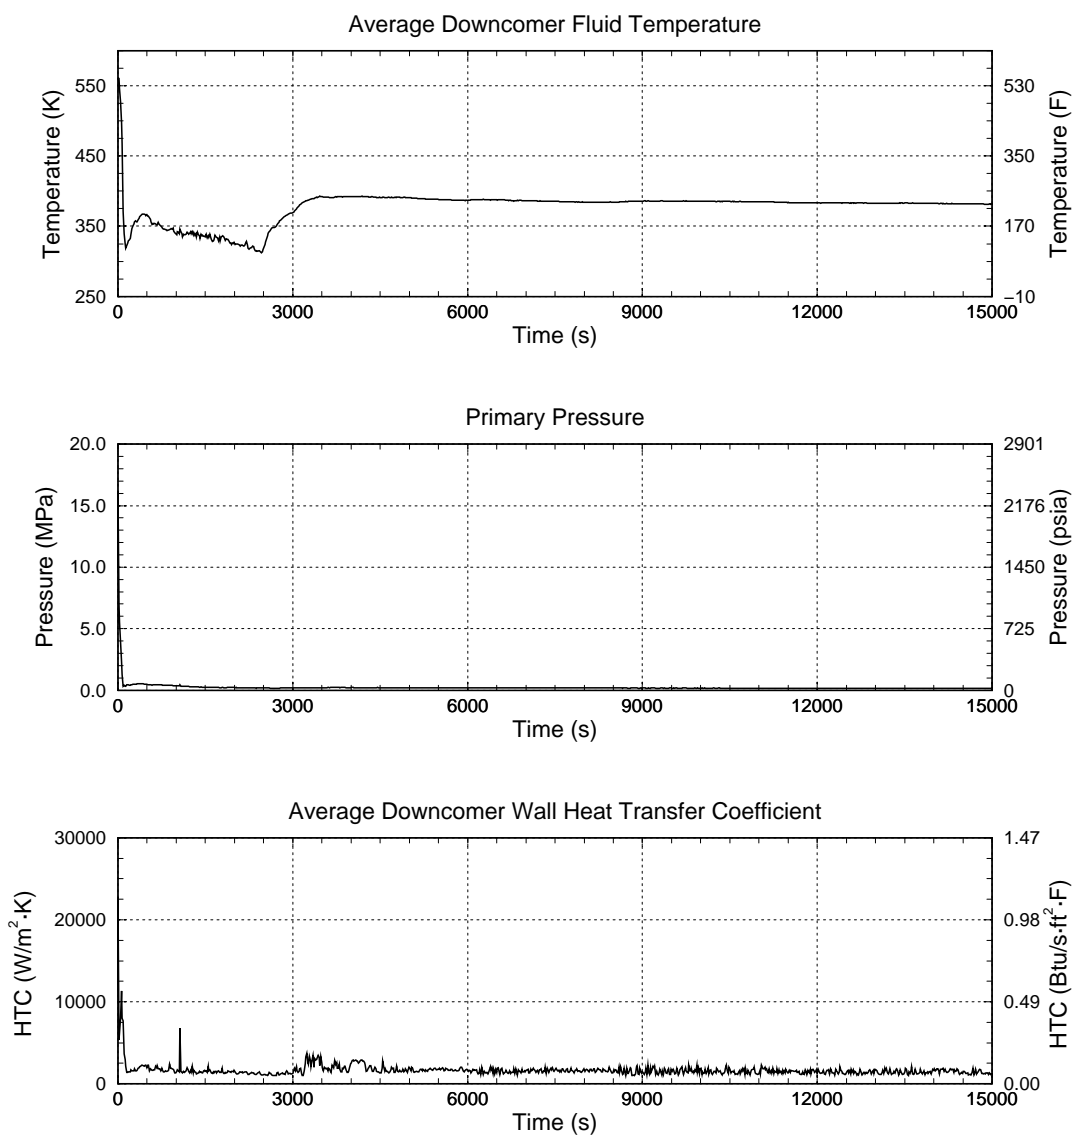 Average Downcomer Fluid Temperature
550
450
350
250
Temperature (K)
530
350
170
−10
Temperature (F)
0 3000 6000 9000 12000 15000
Time (s)
Primary Pressure
20.0
15.0
10.0
5.0
0.0
Pressure (MPa)
2901
2176
1450
725
0
Pressure (psia)
0 3000 6000 9000 12000 15000
Time (s)
Average Downcomer Wall Heat Transfer Coefficient
30000
20000
10000
0
HTC (W/m²·K)
1.47
0.98
0.49
0.00
HTC (Btu/s·ft²·F)
0 3000 6000 9000 12000 15000
Time (s)